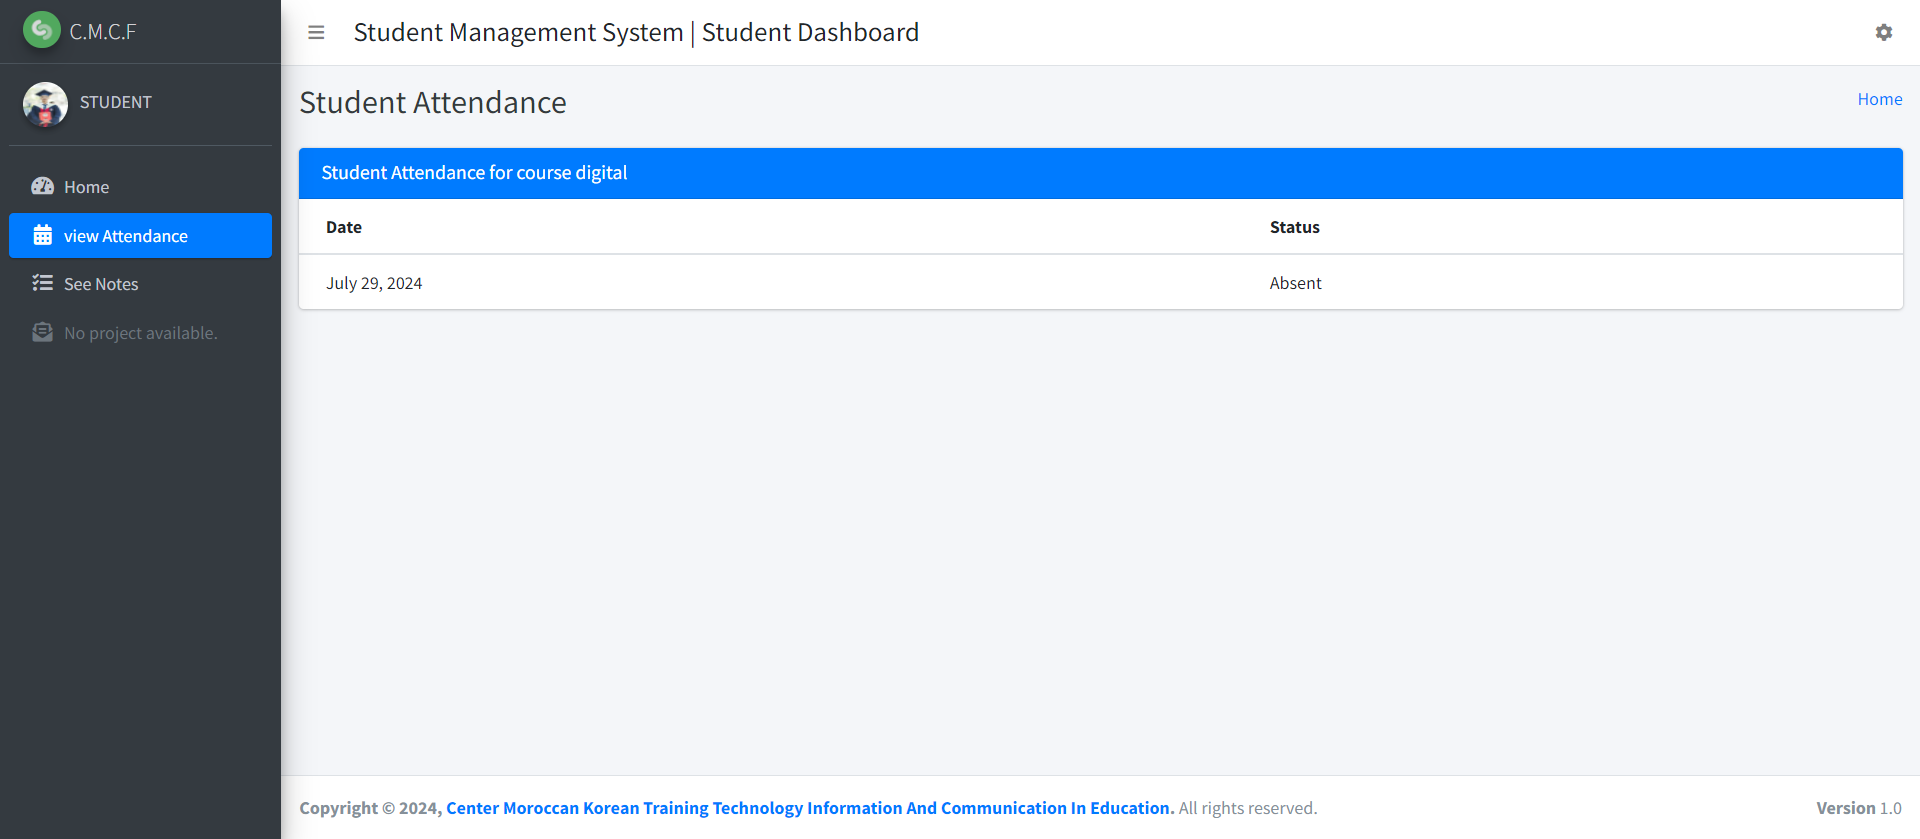 C.M.C.F
STUDENT
Home
view Attendance
See Notes
No project available.
Student Management System | Student Dashboard
Student Attendance
Home
Student Attendance for course digital
Date Status
July 29, 2024 Absent
Copyright © 2024, Center Moroccan Korean Training Technology Information And Communication In Education. All rights reserved.
Version 1.0